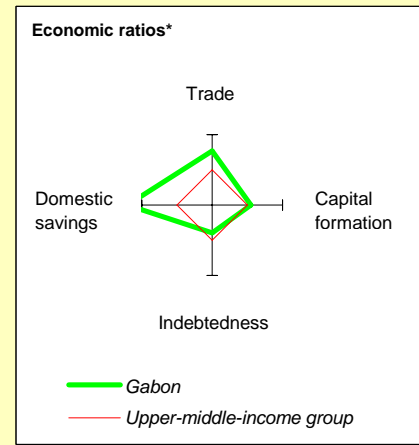 Economic ratios*
Trade
Domestic
savings
Capital
formation
Indebtedness
Gabon
Upper-middle-income group